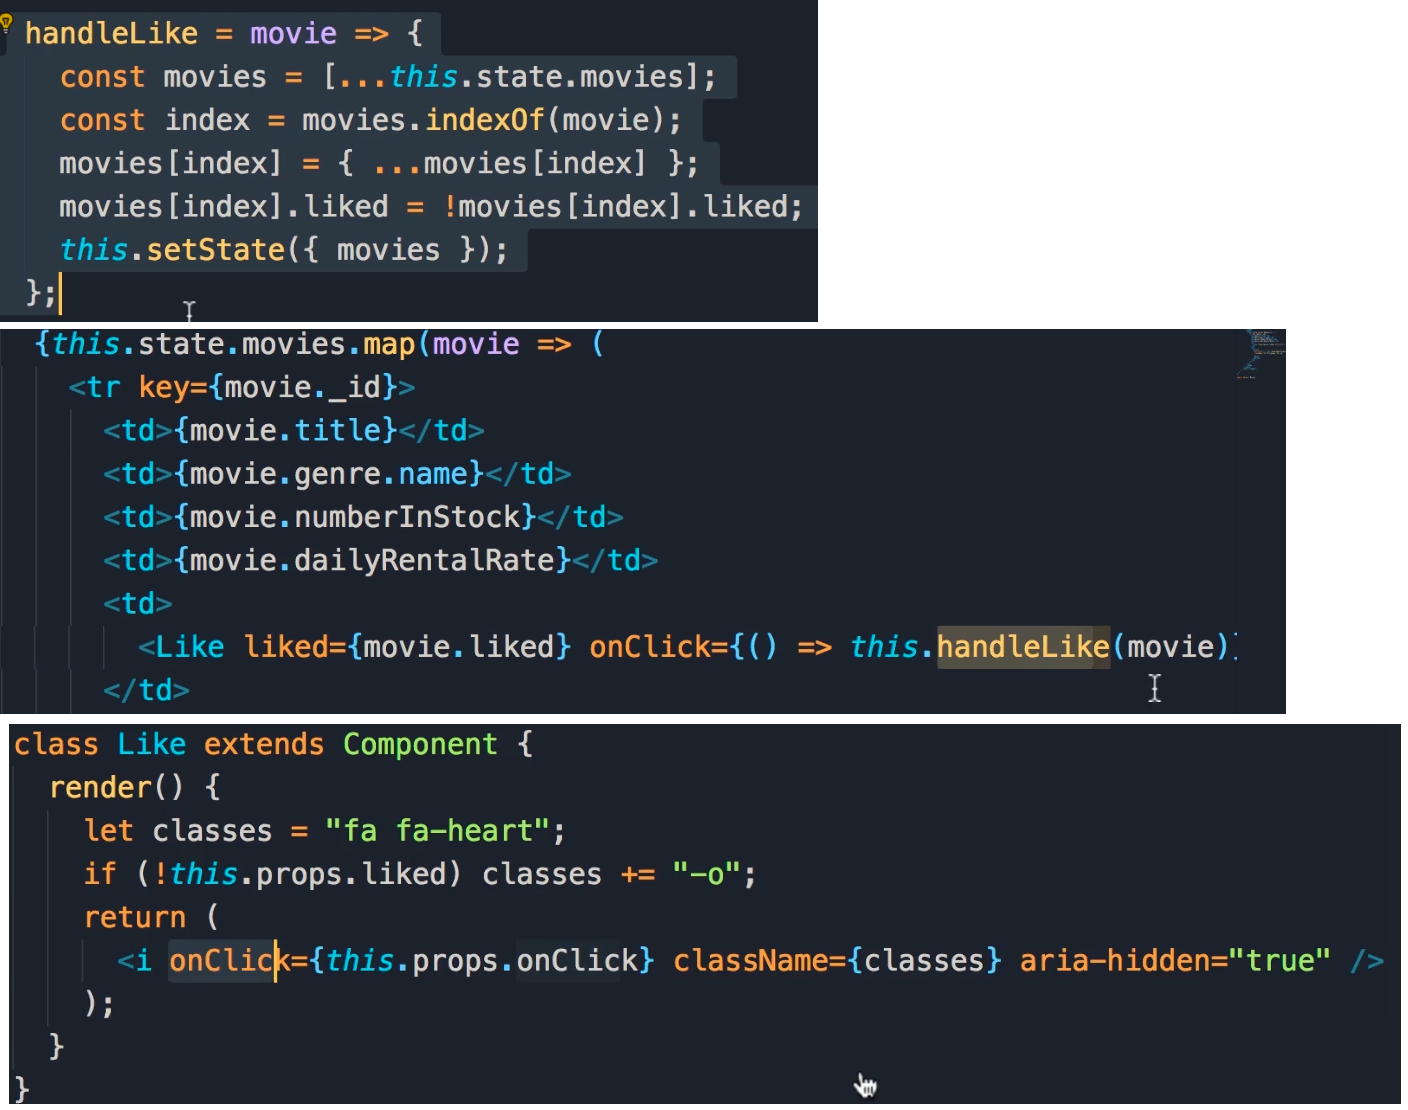 handleLike = movie => {
const movies = [...this.state.movies];
const index = movies.indexOf(movie);
movies[index] = { ...movies[index] };
movies[index].liked = !movies[index].liked;
this.setState({ movies });
};
{this.state.movies.map(movie => (
<tr key={movie._id}>
<td>{movie.title}</td>
<td>{movie.genre.name}</td>
<td>{movie.numberInStock}</td>
<td>{movie.dailyRentalRate}</td>
<td>
<Like liked={movie.liked} onClick={() => this.handleLike(movie)}
</td>
class Like extends Component {
render() {
let classes = "fa fa-heart";
if (!this.props.liked) classes += "-o";
return (
<i onClick={this.props.onClick} className={classes} aria-hidden="true" />
);
}
}